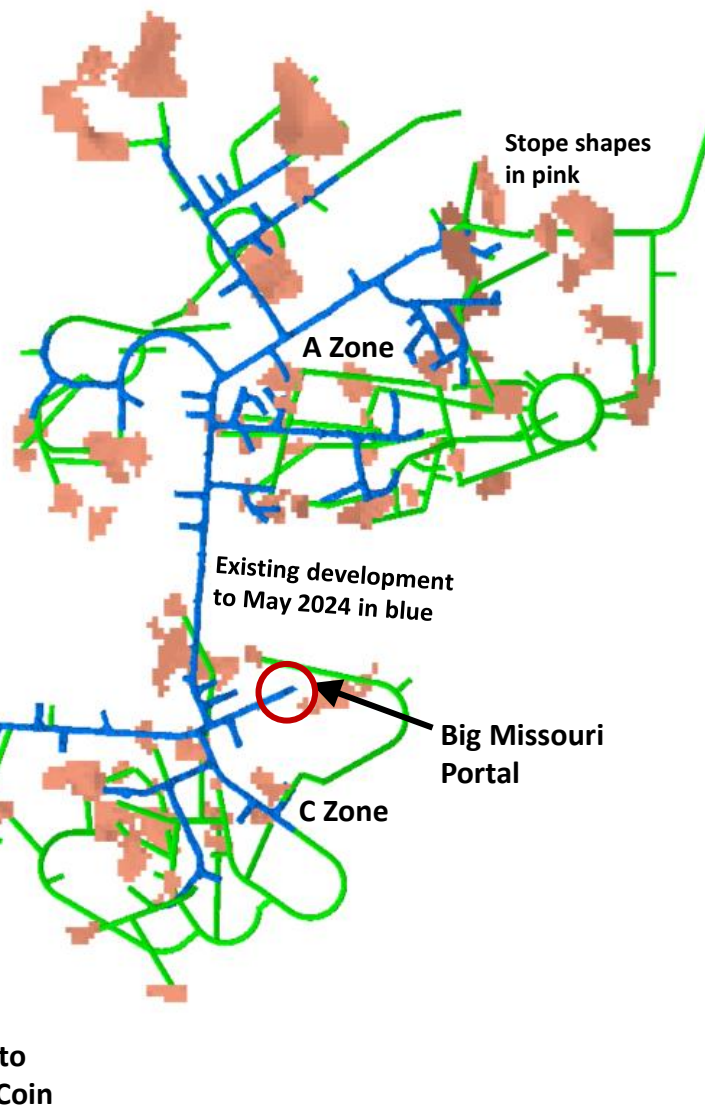 Stope shapes
in pink
A Zone
Existing development
to May 2024 in blue
Big Missouri
Portal
C Zone
to
Coin